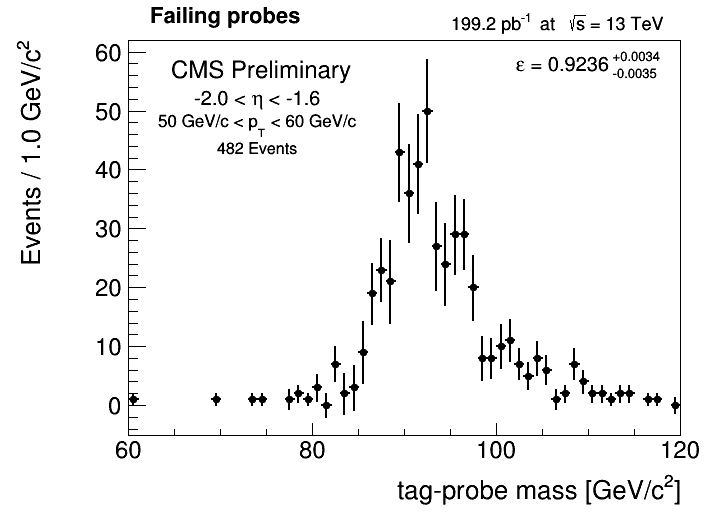 Failing probes
199.2 pb⁻¹ at √s = 13 TeV
CMS Preliminary
-2.0 < η < -1.6
50 GeV/c < p_T < 60 GeV/c
482 Events
ε = 0.9236 +0.0034 -0.0035
Events / 1.0 GeV/c²
60
50
40
30
20
10
0
60 80 100 120
tag-probe mass [GeV/c²]